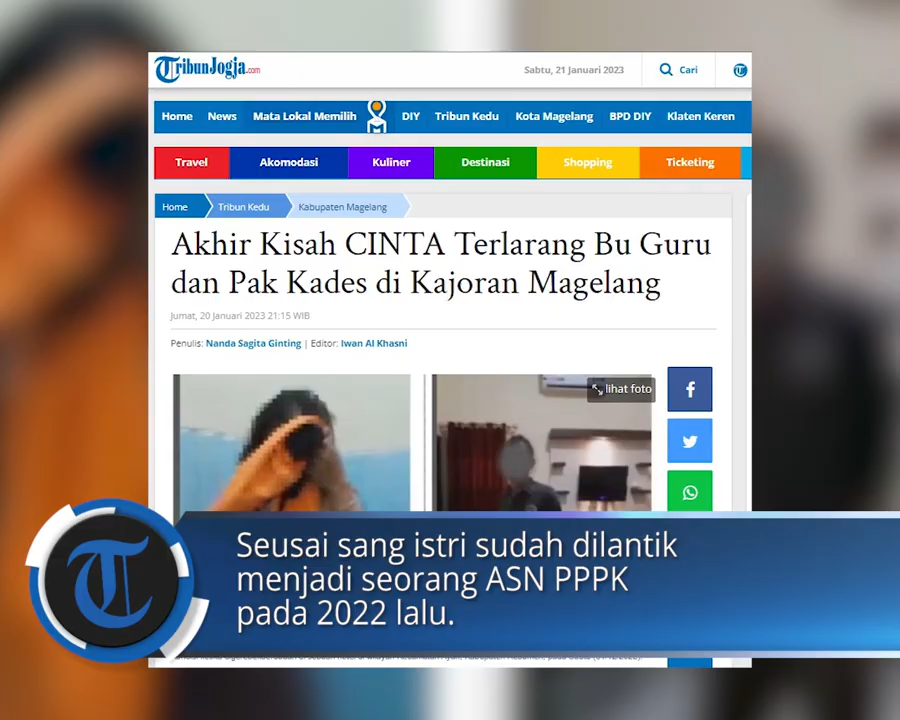 TribunJogja.com
Sabtu, 21 Januari 2023
Cari
Home News Mata Lokal Memilih DIY Tribun Kedu Kota Magelang BPD DIY Klaten Keren
Travel Akomodasi Kuliner Destinasi Shopping Ticketing
Home Tribun Kedu Kabupaten Magelang
Akhir Kisah CINTA Terlarang Bu Guru
dan Pak Kades di Kajoran Magelang
Jumat, 20 Januari 2023 21:15 WIB
Penulis: Nanda Sagita Ginting | Editor: Iwan Al Khasni
lihat foto
Seusai sang istri sudah dilantik
menjadi seorang ASN PPPK
pada 2022 lalu.